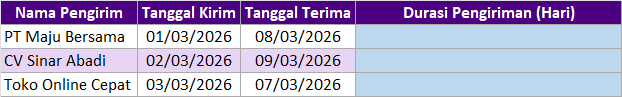 Nama Pengirim Tanggal Kirim Tanggal Terima Durasi Pengiriman (Hari)
PT Maju Bersama 01/03/2026 08/03/2026
CV Sinar Abadi 02/03/2026 09/03/2026
Toko Online Cepat 03/03/2026 07/03/2026